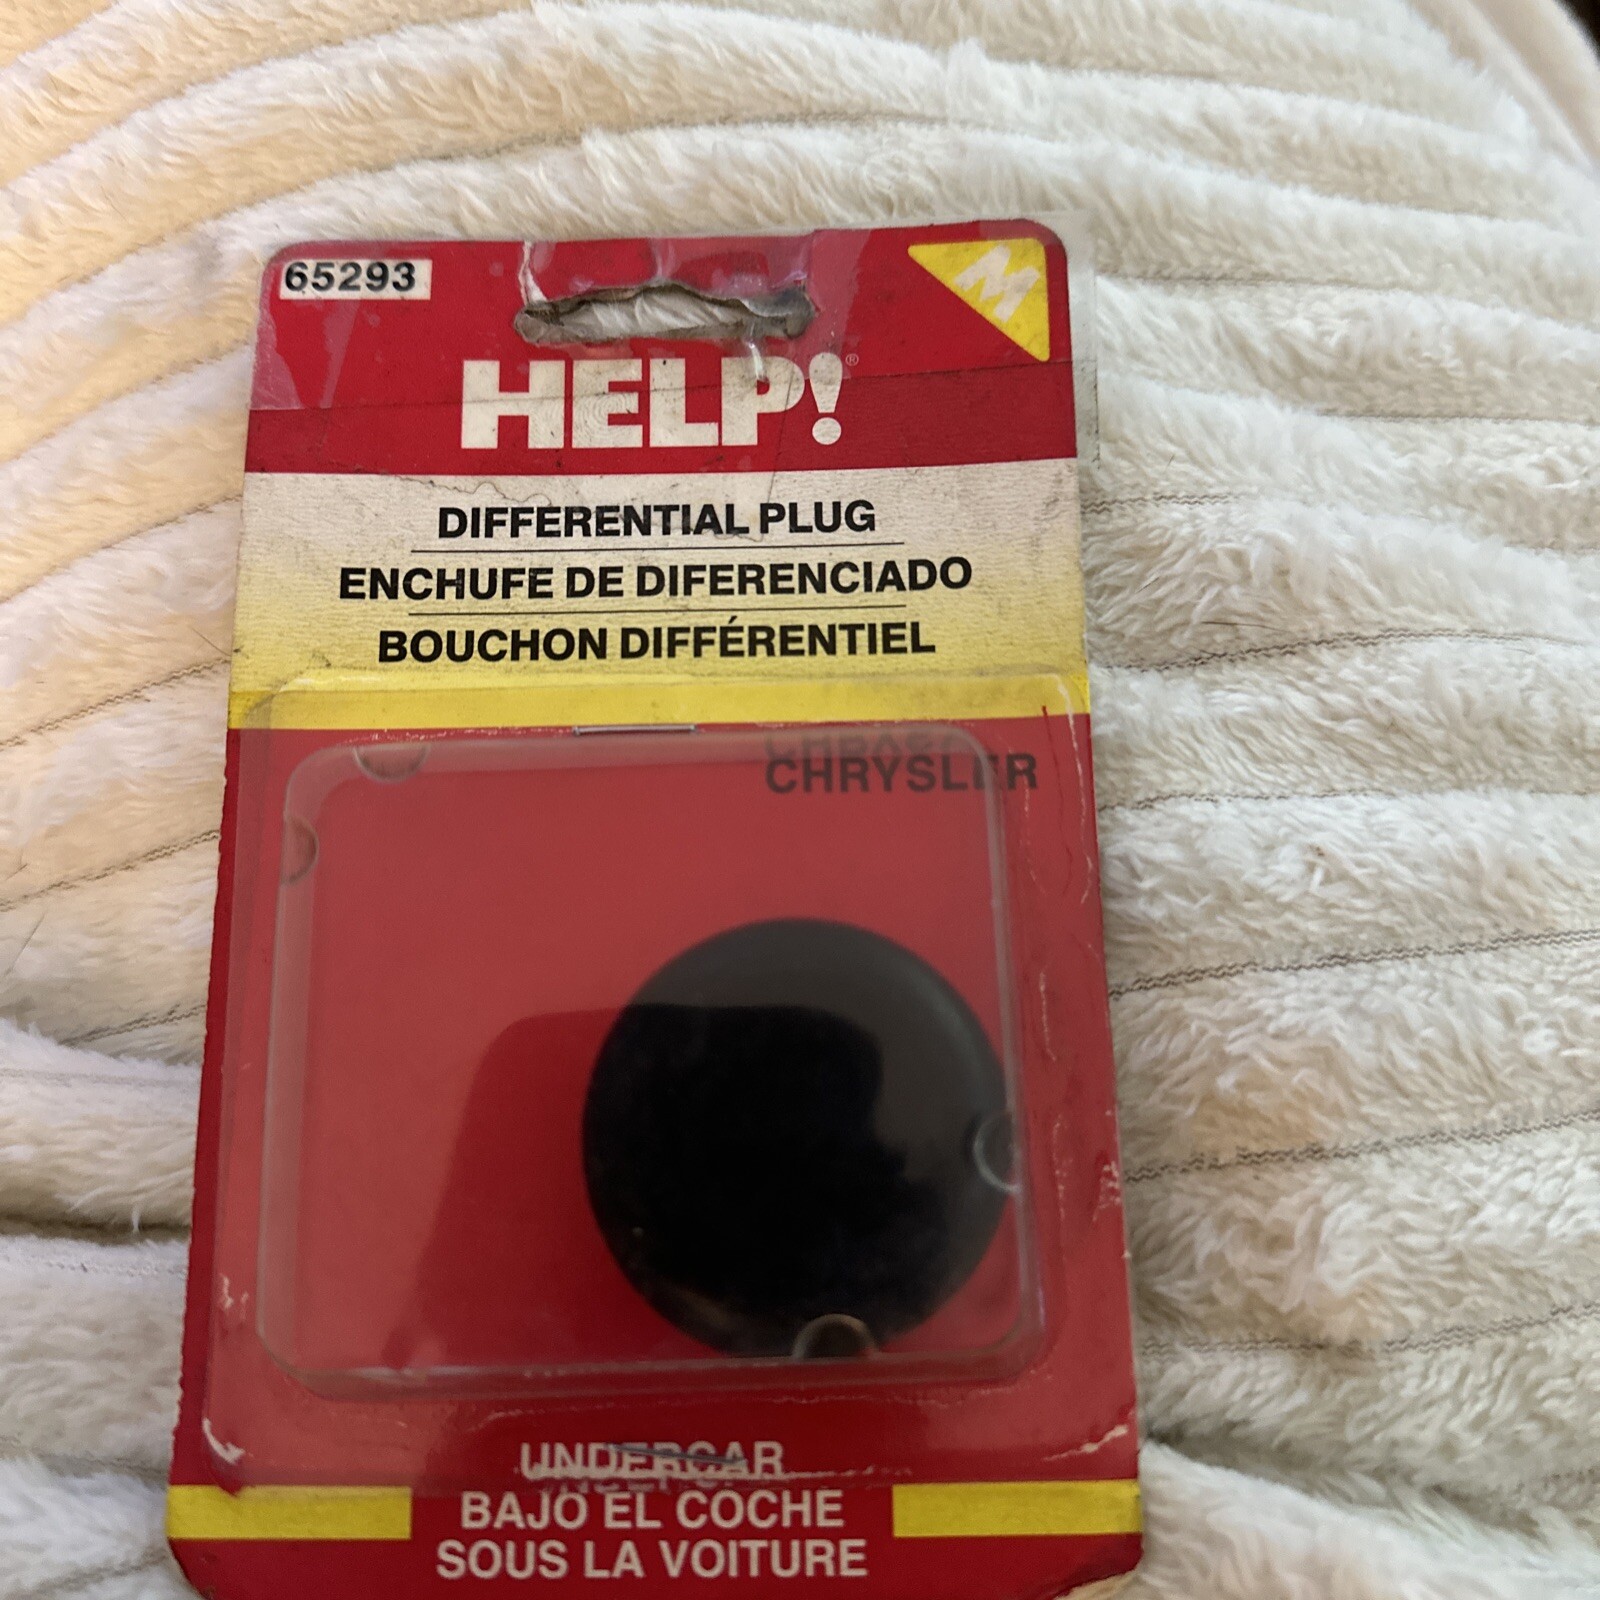 65293
M
HELP!®
DIFFERENTIAL PLUG
ENCHUFE DE DIFERENCIADO
BOUCHON DIFFÉRENTIEL
CHRYSLER
UNDERCAR
BAJO EL COCHE
SOUS LA VOITURE